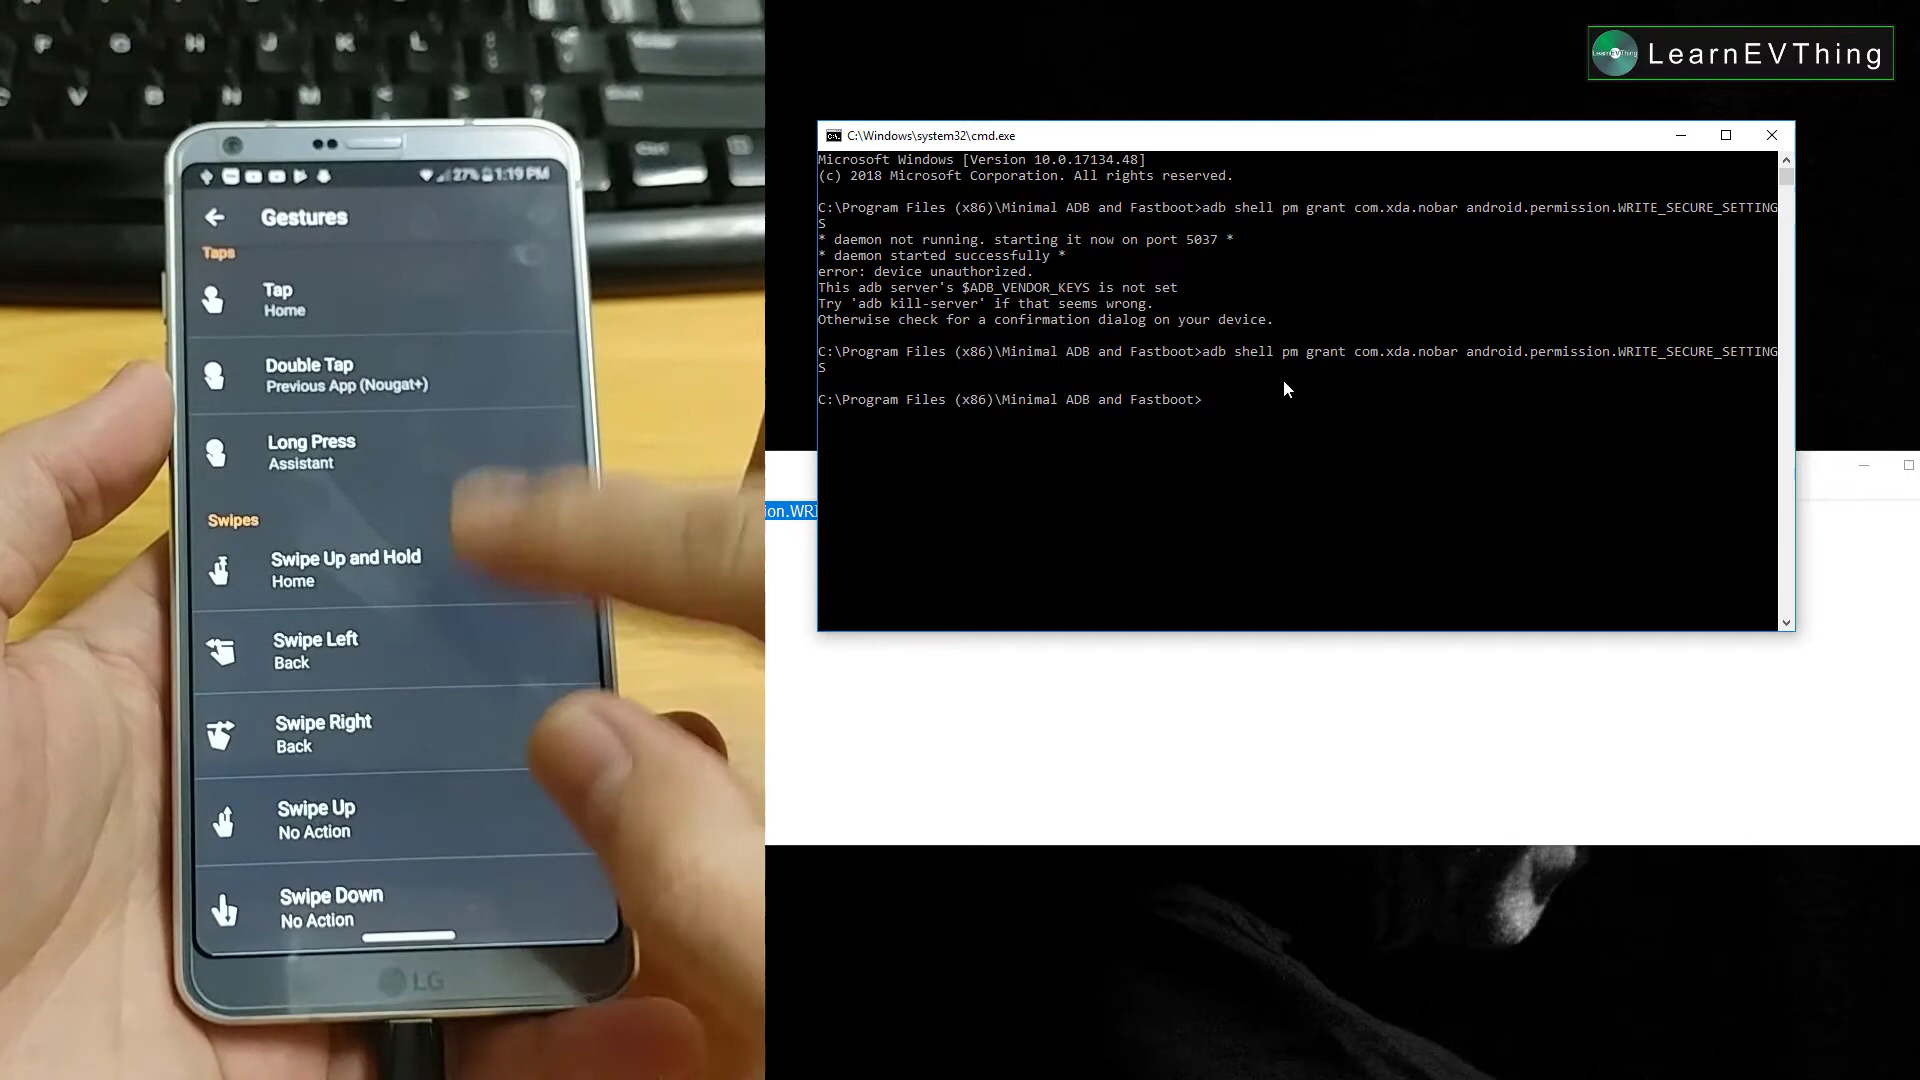 F G H J K L
C V B N M < > ?
27% 1:19 PM
Gestures
Taps
Tap
Home
Double Tap
Previous App (Nougat+)
Long Press
Assistant
Swipes
Swipe Up and Hold
Home
Swipe Left
Back
Swipe Right
Back
Swipe Up
No Action
Swipe Down
No Action
LG
LearnEVThing
LearnEVThing
C:\Windows\system32\cmd.exe
Microsoft Windows [Version 10.0.17134.48]
(c) 2018 Microsoft Corporation. All rights reserved.
C:\Program Files (x86)\Minimal ADB and Fastboot>adb shell pm grant com.xda.nobar android.permission.WRITE_SECURE_SETTING
S
* daemon not running. starting it now on port 5037 *
* daemon started successfully *
error: device unauthorized.
This adb server's $ADB_VENDOR_KEYS is not set
Try 'adb kill-server' if that seems wrong.
Otherwise check for a confirmation dialog on your device.
C:\Program Files (x86)\Minimal ADB and Fastboot>adb shell pm grant com.xda.nobar android.permission.WRITE_SECURE_SETTING
S
C:\Program Files (x86)\Minimal ADB and Fastboot>
ion.WRI